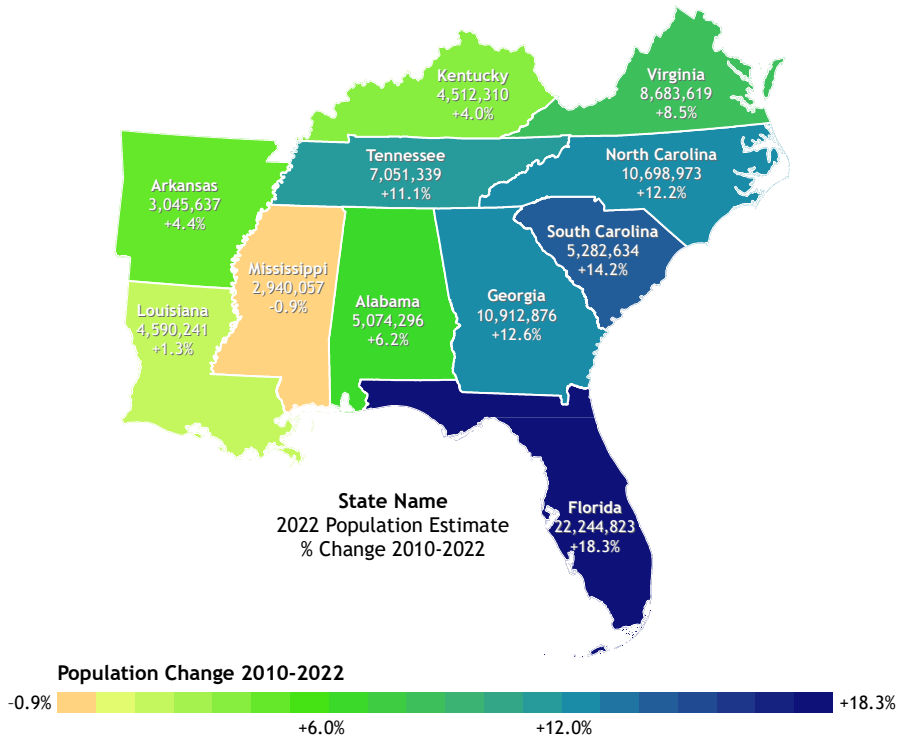 Kentucky
4,512,310
+4.0%
Virginia
8,683,619
+8.5%
Tennessee
7,051,339
+11.1%
North Carolina
10,698,973
+12.2%
Arkansas
3,045,637
+4.4%
South Carolina
5,282,634
+14.2%
Mississippi
2,940,057
-0.9%
Louisiana
4,590,241
+1.3%
Alabama
5,074,296
+6.2%
Georgia
10,912,876
+12.6%
Florida
22,244,823
+18.3%
State Name
2022 Population Estimate
% Change 2010-2022
Population Change 2010-2022
-0.9%
+18.3%
+6.0%
+12.0%